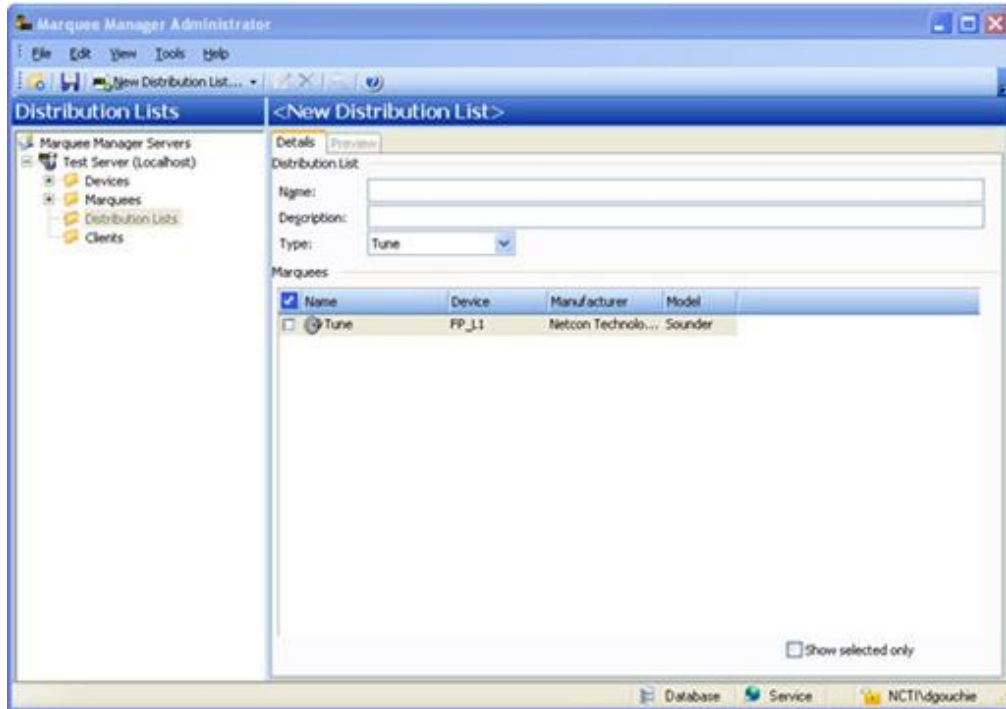 Marquee Manager Administrator
File Edit View Tools Help
New Distribution List...
Distribution Lists
<New Distribution List>
Marquee Manager Servers
Test Server (Localhost)
Devices
Marquees
Distribution Lists
Clients
Details Preview
Distribution List
Name:
Description:
Type: Tune
Marquees
Name Device Manufacturer Model
Tune FP_L1 Netcon Technolo... Sounder
Show selected only
Database Service NCTI\dgouchie